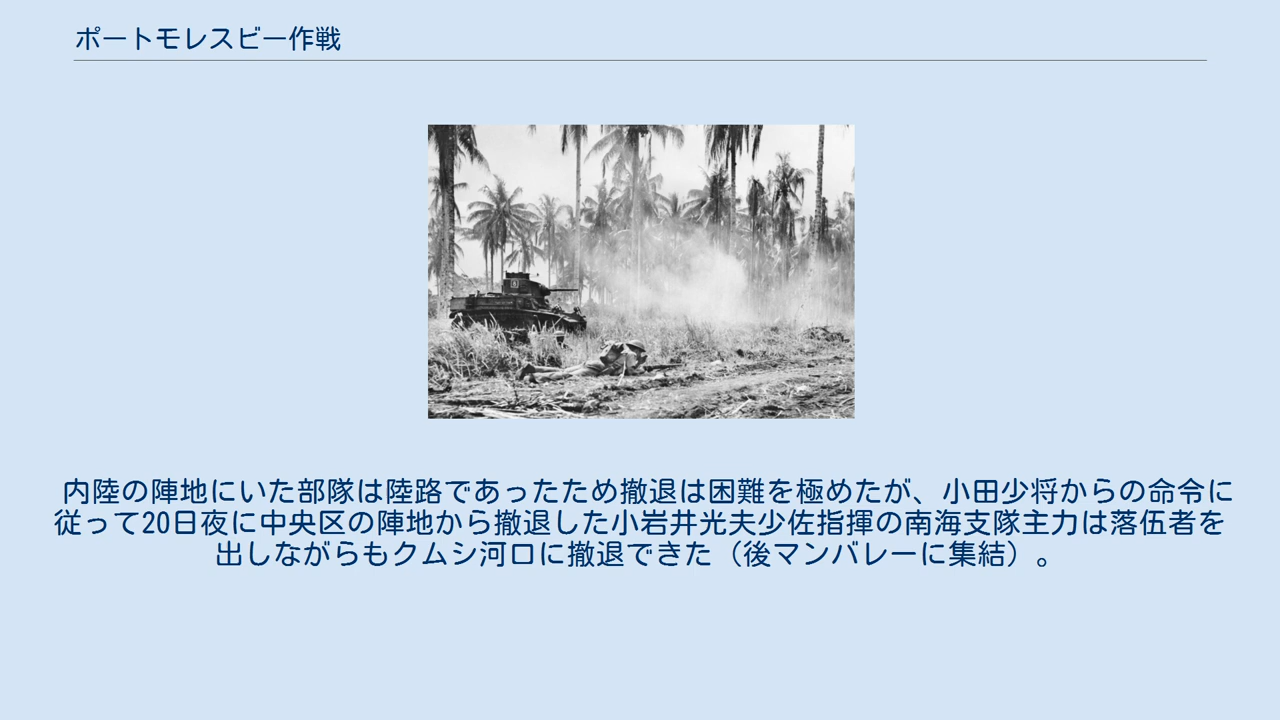 ポートモレスビー作戦
内陸の陣地にいた部隊は陸路であったため撤退は困難を極めたが、小田少将からの命令に
従って20日夜に中央区の陣地から撤退した小岩井光夫少佐指揮の南海支隊主力は落伍者を
出しながらもクムシ河口に撤退できた（後マンバレーに集結）。